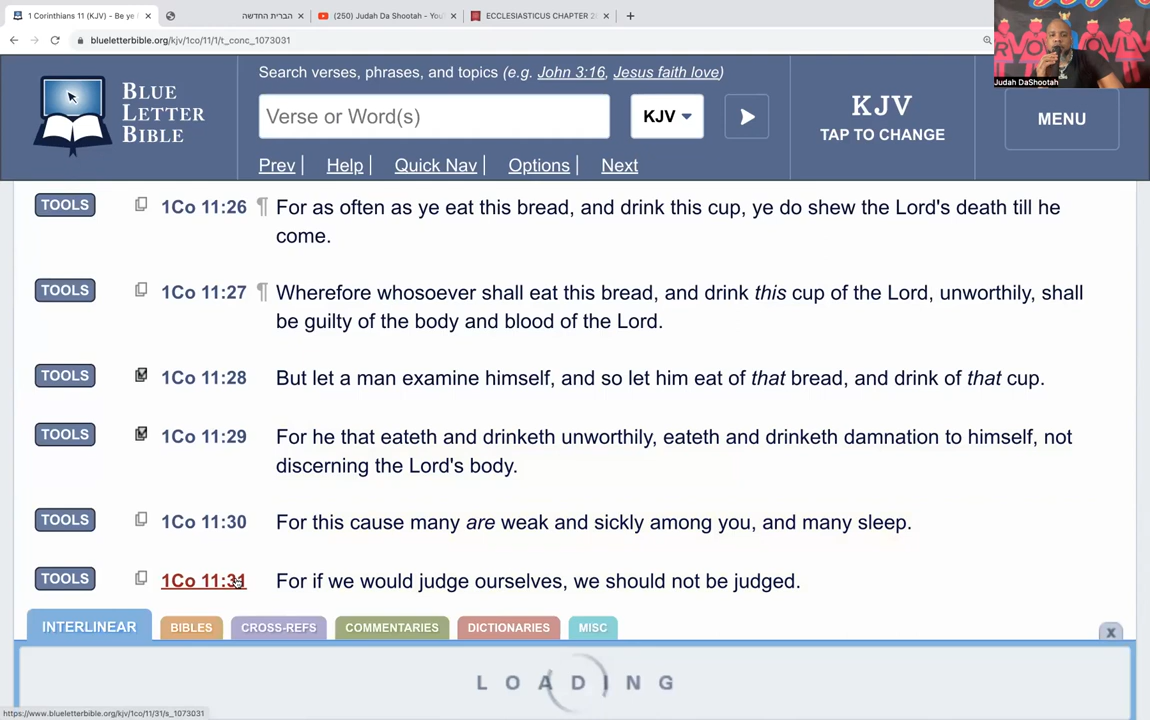 1 Corinthians 11 (KJV) - Be ye
הברית החדשה
(250) Judah Da Shootah - You
ECCLESIASTICUS CHAPTER 2
blueletterbible.org/kjv/1co/11/1/t_conc_1073031
Judah DaShootah
BLUE
LETTER
BIBLE
Search verses, phrases, and topics (e.g. John 3:16, Jesus faith love)
Verse or Word(s)
KJV
KJV
TAP TO CHANGE
MENU
Prev | Help | Quick Nav | Options | Next
TOOLS 1Co 11:26 ¶ For as often as ye eat this bread, and drink this cup, ye do shew the Lord's death till he
come.
TOOLS 1Co 11:27 ¶ Wherefore whosoever shall eat this bread, and drink this cup of the Lord, unworthily, shall
be guilty of the body and blood of the Lord.
TOOLS 1Co 11:28 But let a man examine himself, and so let him eat of that bread, and drink of that cup.
TOOLS 1Co 11:29 For he that eateth and drinketh unworthily, eateth and drinketh damnation to himself, not
discerning the Lord's body.
TOOLS 1Co 11:30 For this cause many are weak and sickly among you, and many sleep.
TOOLS 1Co 11:31 For if we would judge ourselves, we should not be judged.
INTERLINEAR BIBLES CROSS-REFS COMMENTARIES DICTIONARIES MISC
x
LOADING
https://www.blueletterbible.org/kjv/1co/11/31/s_1073031